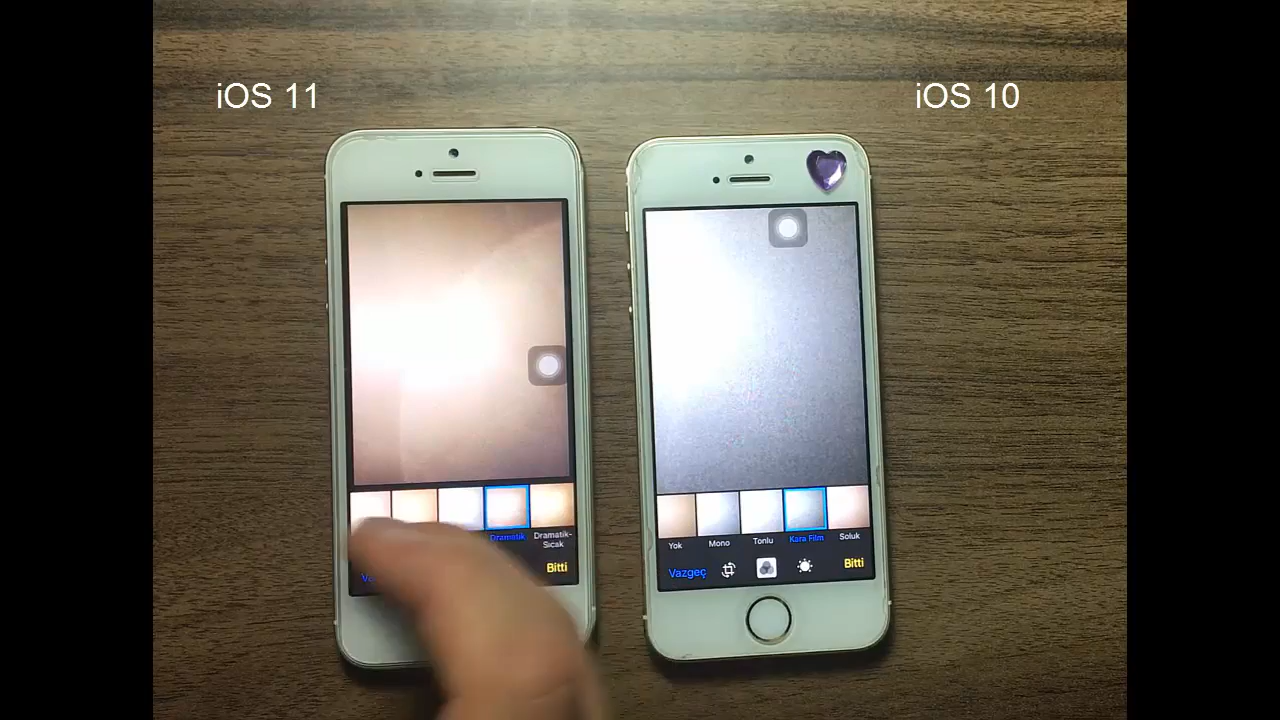 iOS 11
iOS 10
Dramatik
Dramatik-
Sıcak
Bitti
Yok
Mono
Tonlu
Kara Film
Soluk
Vazgeç
Bitti